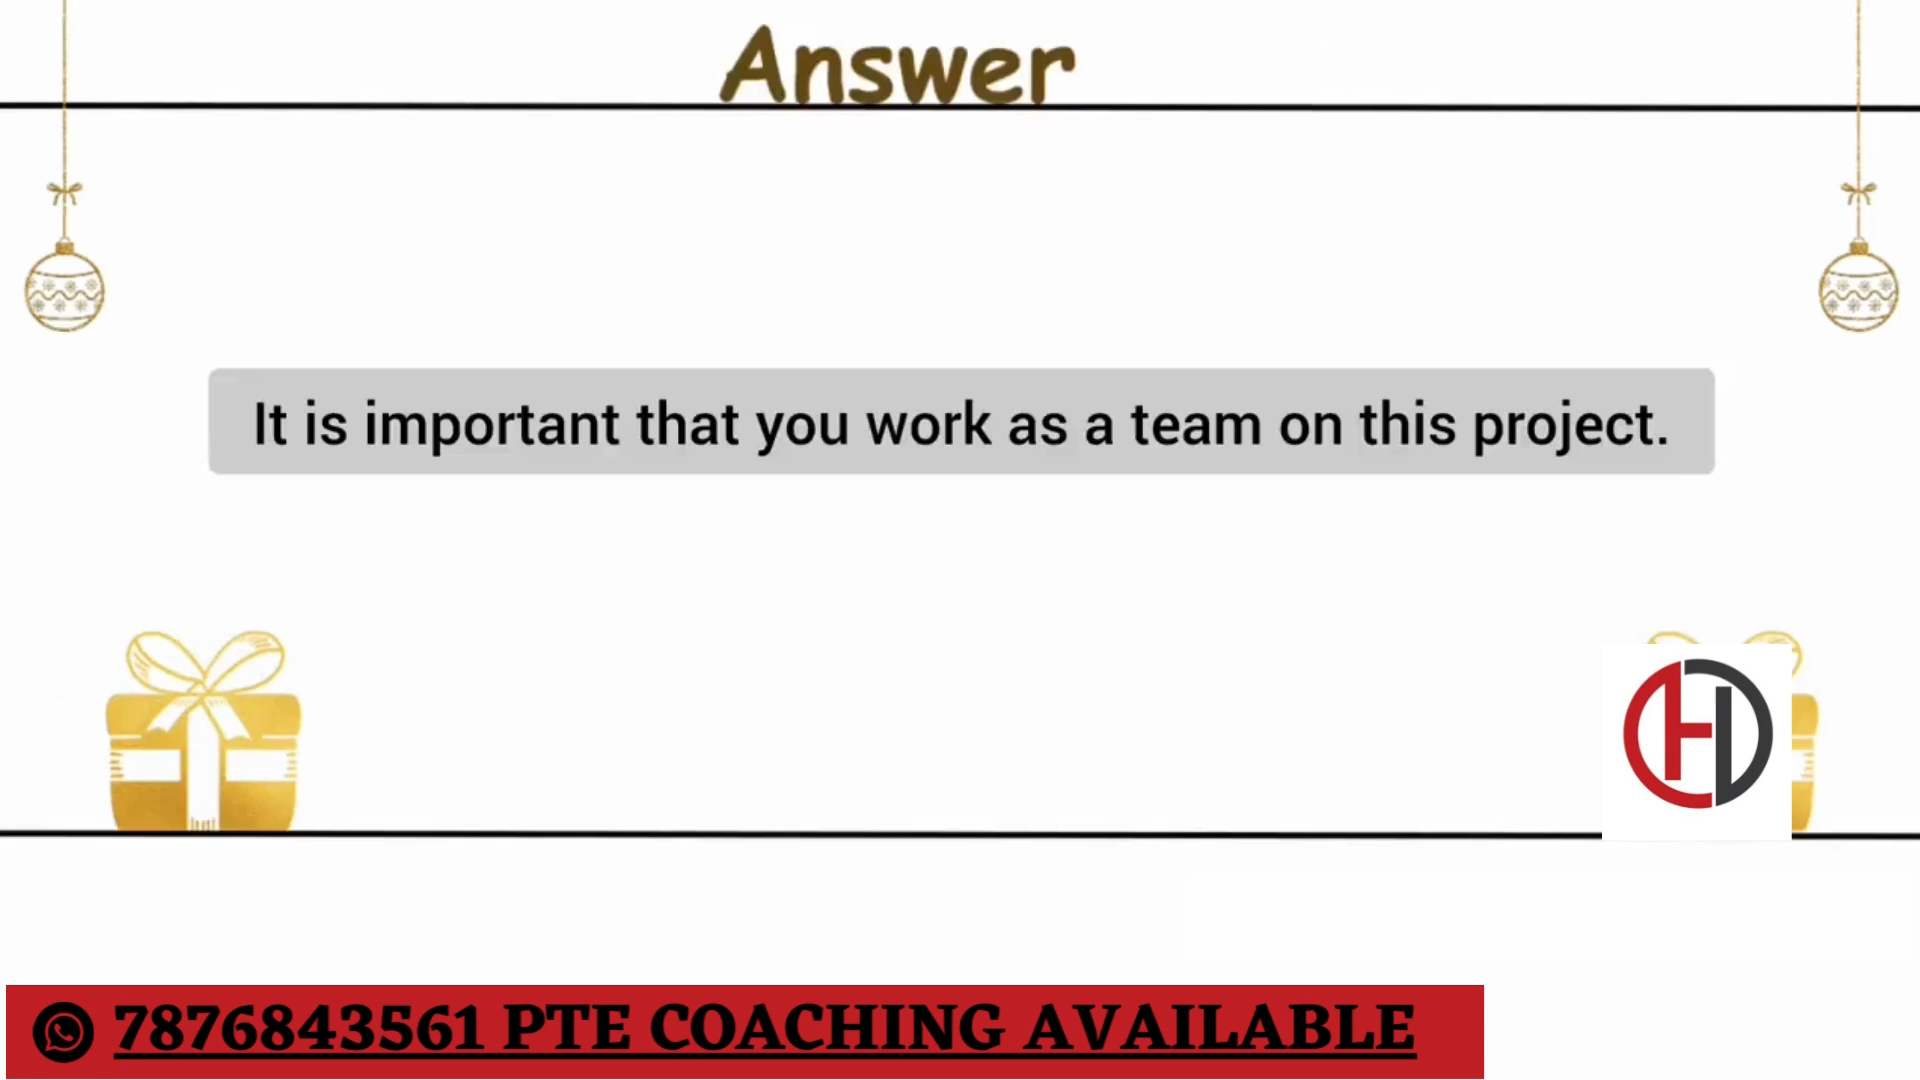 Answer
It is important that you work as a team on this project.
7876843561 PTE COACHING AVAILABLE